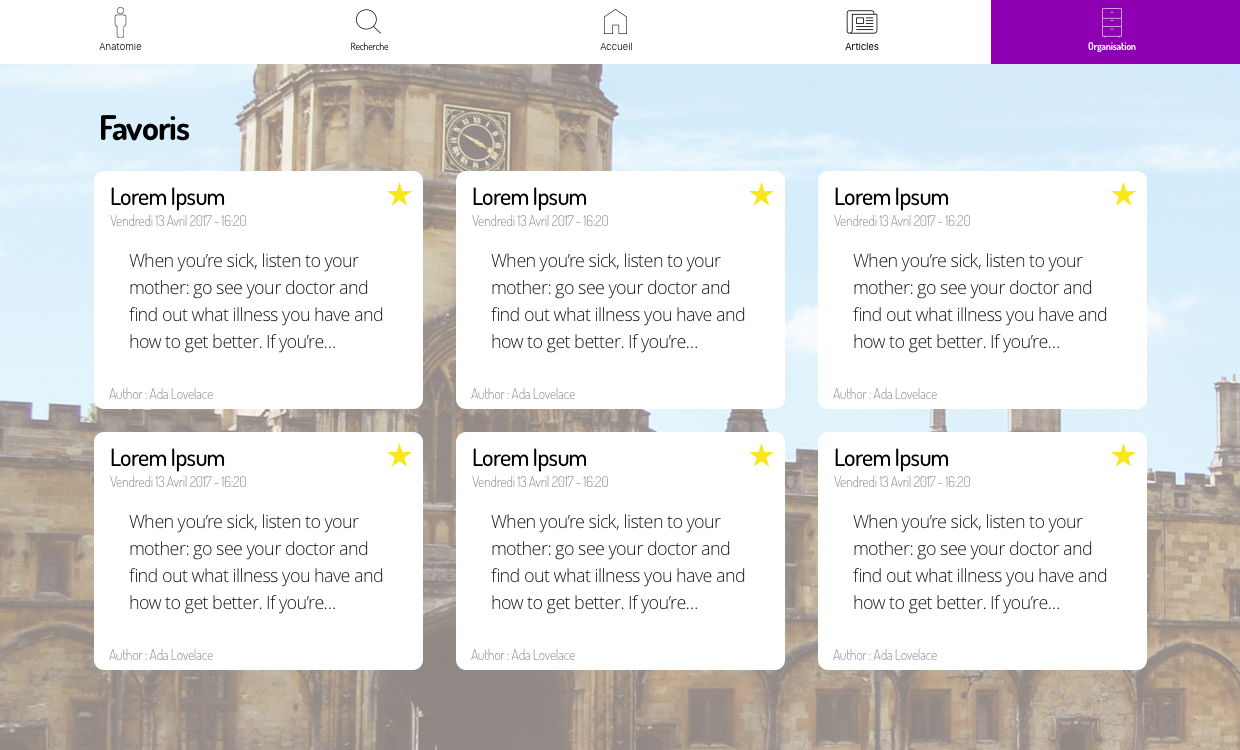 Anatomie
Recherche
Accueil
Articles
Organisation
Favoris
Lorem Ipsum
Vendredi 13 Avril 2017 - 16:20
When you're sick, listen to your
mother: go see your doctor and
find out what illness you have and
how to get better. If you're...
Author : Ada Lovelace
Lorem Ipsum
Vendredi 13 Avril 2017 - 16:20
When you're sick, listen to your
mother: go see your doctor and
find out what illness you have and
how to get better. If you're...
Author : Ada Lovelace
Lorem Ipsum
Vendredi 13 Avril 2017 - 16:20
When you're sick, listen to your
mother: go see your doctor and
find out what illness you have and
how to get better. If you're...
Author : Ada Lovelace
Lorem Ipsum
Vendredi 13 Avril 2017 - 16:20
When you're sick, listen to your
mother: go see your doctor and
find out what illness you have and
how to get better. If you're...
Author : Ada Lovelace
Lorem Ipsum
Vendredi 13 Avril 2017 - 16:20
When you're sick, listen to your
mother: go see your doctor and
find out what illness you have and
how to get better. If you're...
Author : Ada Lovelace
Lorem Ipsum
Vendredi 13 Avril 2017 - 16:20
When you're sick, listen to your
mother: go see your doctor and
find out what illness you have and
how to get better. If you're...
Author : Ada Lovelace